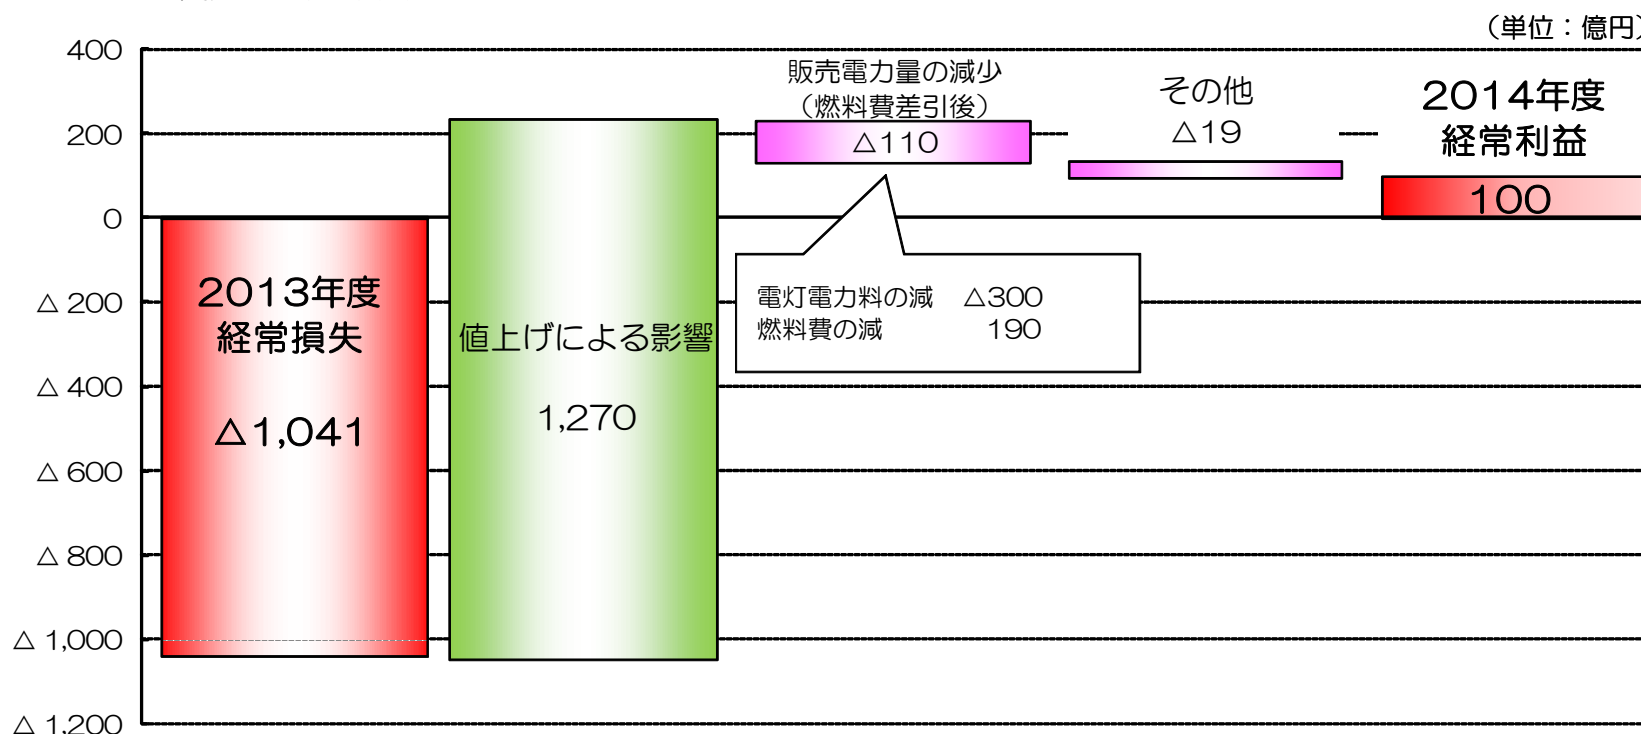 （単位：億円）
400
200
0
△ 200
△ 400
△ 600
△ 800
△ 1,000
△ 1,200
2013年度
経常損失
△1,041
値上げによる影響
1,270
販売電力量の減少
（燃料費差引後）
△110
電灯電力料の減 △300
燃料費の減 190
その他
△19
2014年度
経常利益
100